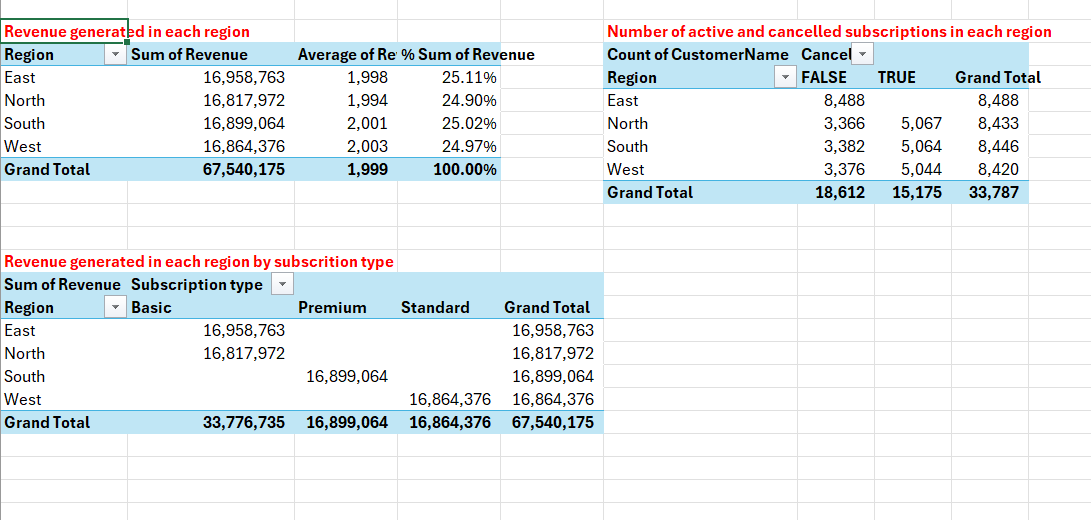 Revenue generated in each region
Region Sum of Revenue Average of Re % Sum of Revenue
East 16,958,763 1,998 25.11%
North 16,817,972 1,994 24.90%
South 16,899,064 2,001 25.02%
West 16,864,376 2,003 24.97%
Grand Total 67,540,175 1,999 100.00%
Number of active and cancelled subscriptions in each region
Count of CustomerName Cancel
Region FALSE TRUE Grand Total
East 8,488 8,488
North 3,366 5,067 8,433
South 3,382 5,064 8,446
West 3,376 5,044 8,420
Grand Total 18,612 15,175 33,787
Revenue generated in each region by subscrition type
Sum of Revenue Subscription type
Region Basic Premium Standard Grand Total
East 16,958,763 16,958,763
North 16,817,972 16,817,972
South 16,899,064 16,899,064
West 16,864,376 16,864,376
Grand Total 33,776,735 16,899,064 16,864,376 67,540,175